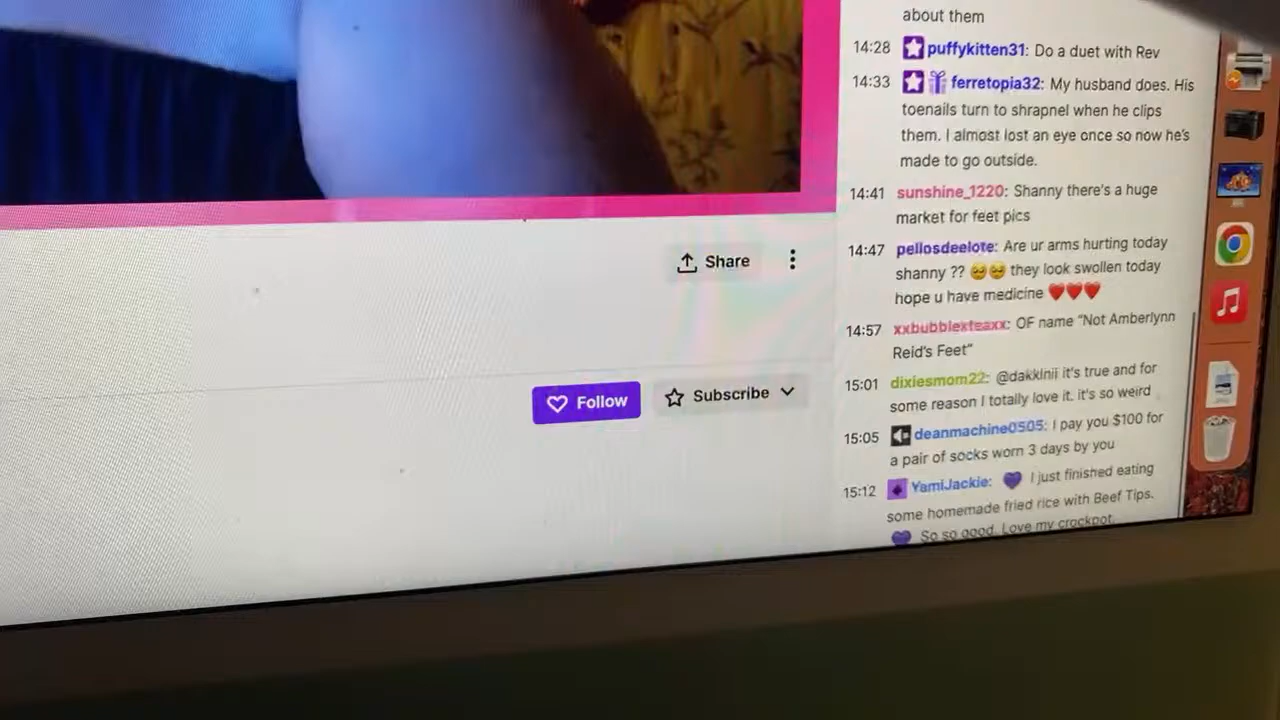 about them
14:28 puffykitten31: Do a duet with Rev
14:33 ferretopia32: My husband does. His
toenails turn to shrapnel when he clips
them. I almost lost an eye once so now he's
made to go outside.
14:41 sunshine_1220: Shanny there's a huge
market for feet pics
14:47 pellosdeelote: Are ur arms hurting today
shanny ?? 🥺🥺 they look swollen today
hope u have medicine ❤️❤️❤️
14:57 xxbubblexteaxx: OF name "Not Amberlynn
Reid's Feet"
15:01 dixiesmom22: @dakkinii it's true and for
some reason I totally love it. it's so weird
15:05 deanmachine0505: I pay you $100 for
a pair of socks worn 3 days by you
15:12 YamiJackie: 💜 I just finished eating
some homemade fried rice with Beef Tips.
💜 So so good. Love my crockpot.
Share
Follow
Subscribe